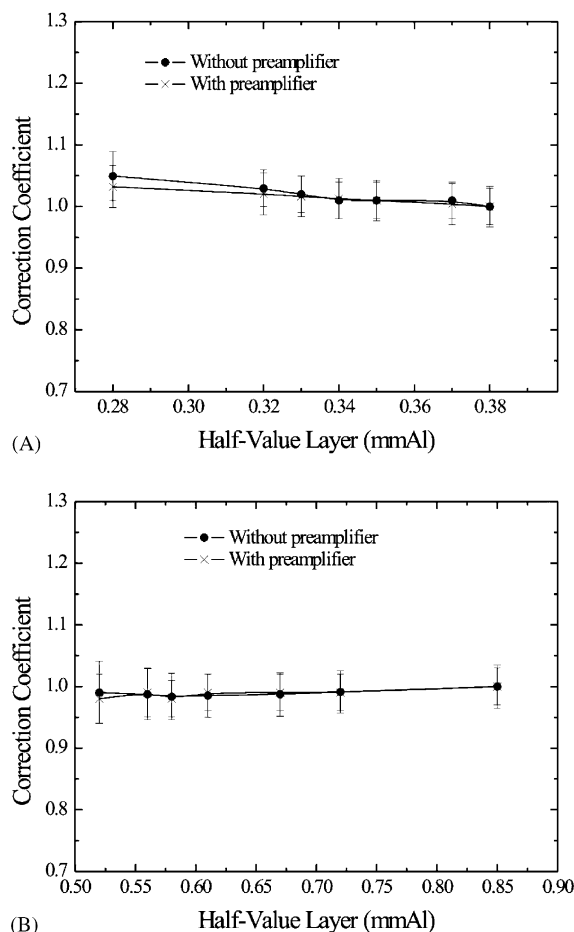 1.3
1.2
1.1
1.0
0.9
0.8
0.7
Correction Coefficient
Without preamplifier
With preamplifier
0.28 0.30 0.32 0.34 0.36 0.38
Half-Value Layer (mmAl)
(A)
1.3
1.2
1.1
1.0
0.9
0.8
0.7
Correction Coefficient
Without preamplifier
With preamplifier
0.50 0.55 0.60 0.65 0.70 0.75 0.80 0.85 0.90
Half-Value Layer (mmAl)
(B)